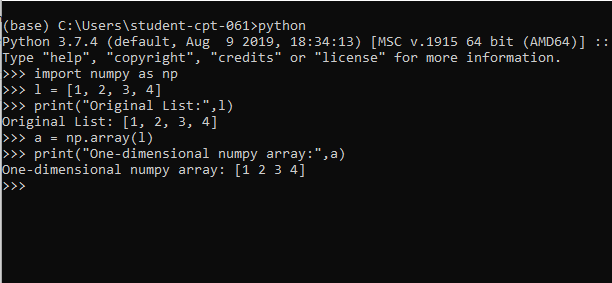 (base) C:\Users\student-cpt-061>python
Python 3.7.4 (default, Aug  9 2019, 18:34:13) [MSC v.1915 64 bit (AMD64)] ::
Type "help", "copyright", "credits" or "license" for more information.
>>> import numpy as np
>>> l = [1, 2, 3, 4]
>>> print("Original List:",l)
Original List: [1, 2, 3, 4]
>>> a = np.array(l)
>>> print("One-dimensional numpy array:",a)
One-dimensional numpy array: [1 2 3 4]
>>>